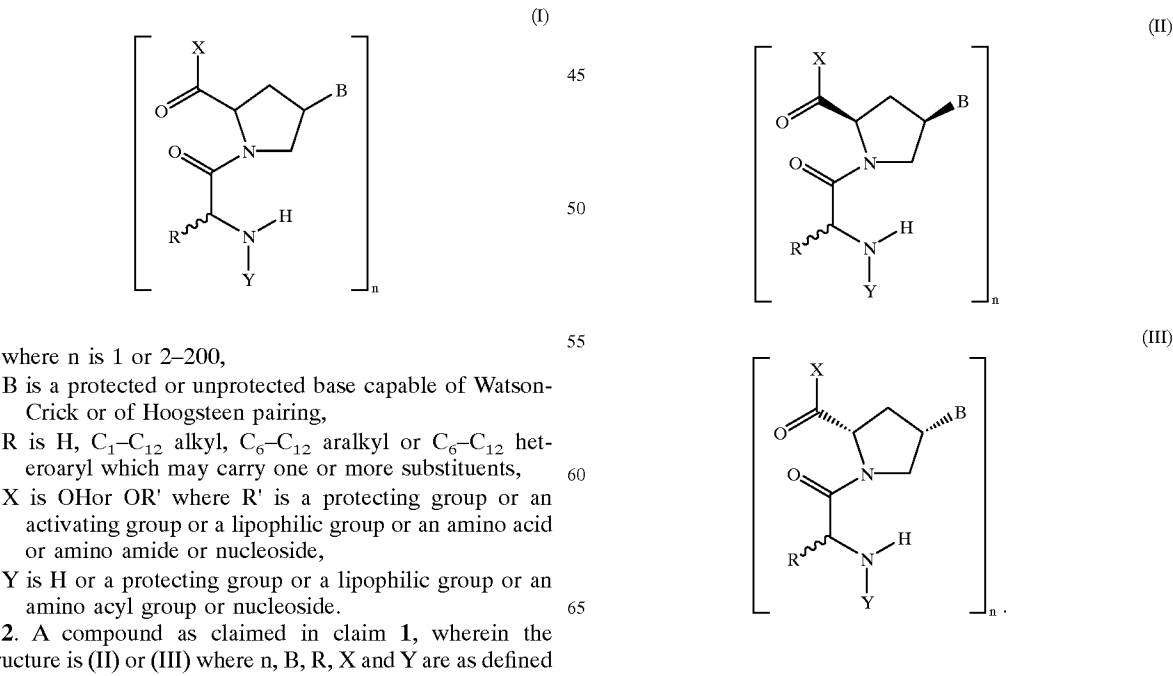 (I)
X
B
O
O
N
H
R
N
Y
n
where n is 1 or 2–200,
B is a protected or unprotected base capable of Watson-
Crick or of Hoogsteen pairing,
R is H, C₁–C₁₂ alkyl, C₆–C₁₂ aralkyl or C₆–C₁₂ het-
eroaryl which may carry one or more substituents,
X is OHor OR' where R' is a protecting group or an
activating group or a lipophilic group or an amino acid
or amino amide or nucleoside,
Y is H or a protecting group or a lipophilic group or an
amino acyl group or nucleoside.
2. A compound as claimed in claim 1, wherein the
ructure is (II) or (III) where n, B, R, X and Y are as defined
45
50
55
60
65
(II)
X
B
O
O
N
H
R
N
Y
n
(III)
X
B
O
O
N
H
R
N
Y
n .